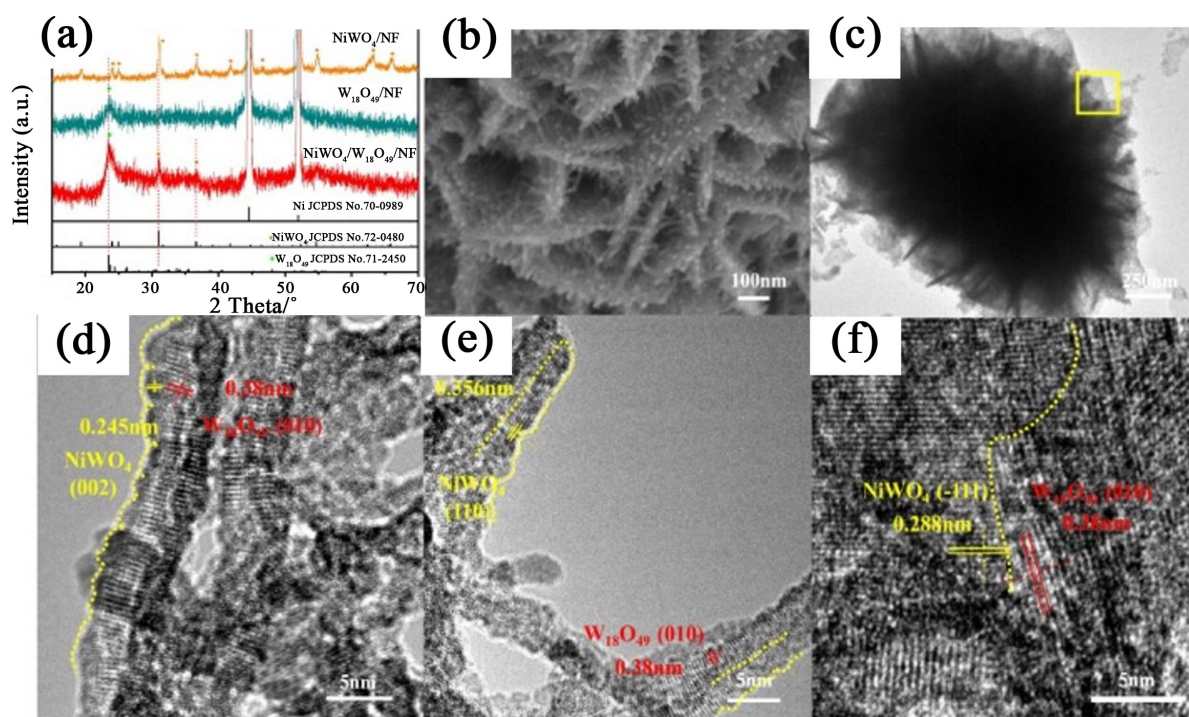 (a)
NiWO₄/NF
W₁₈O₄₉/NF
NiWO₄/W₁₈O₄₉/NF
Ni JCPDS No.70-0989
NiWO₄ JCPDS No.72-0480
W₁₈O₄₉ JCPDS No.71-2450
Intensity (a.u.)
20 30 40 50 60 70
2 Theta/°
(b)
100nm
(c)
250nm
(d)
0.38nm
W₁₈O₄₉ (010)
0.245nm
NiWO₄
(002)
5nm
(e)
0.356nm
NiWO₄
(110)
W₁₈O₄₉ (010)
0.38nm
5nm
(f)
NiWO₄ (-111)
0.288nm
W₁₈O₄₉ (010)
0.38nm
5nm